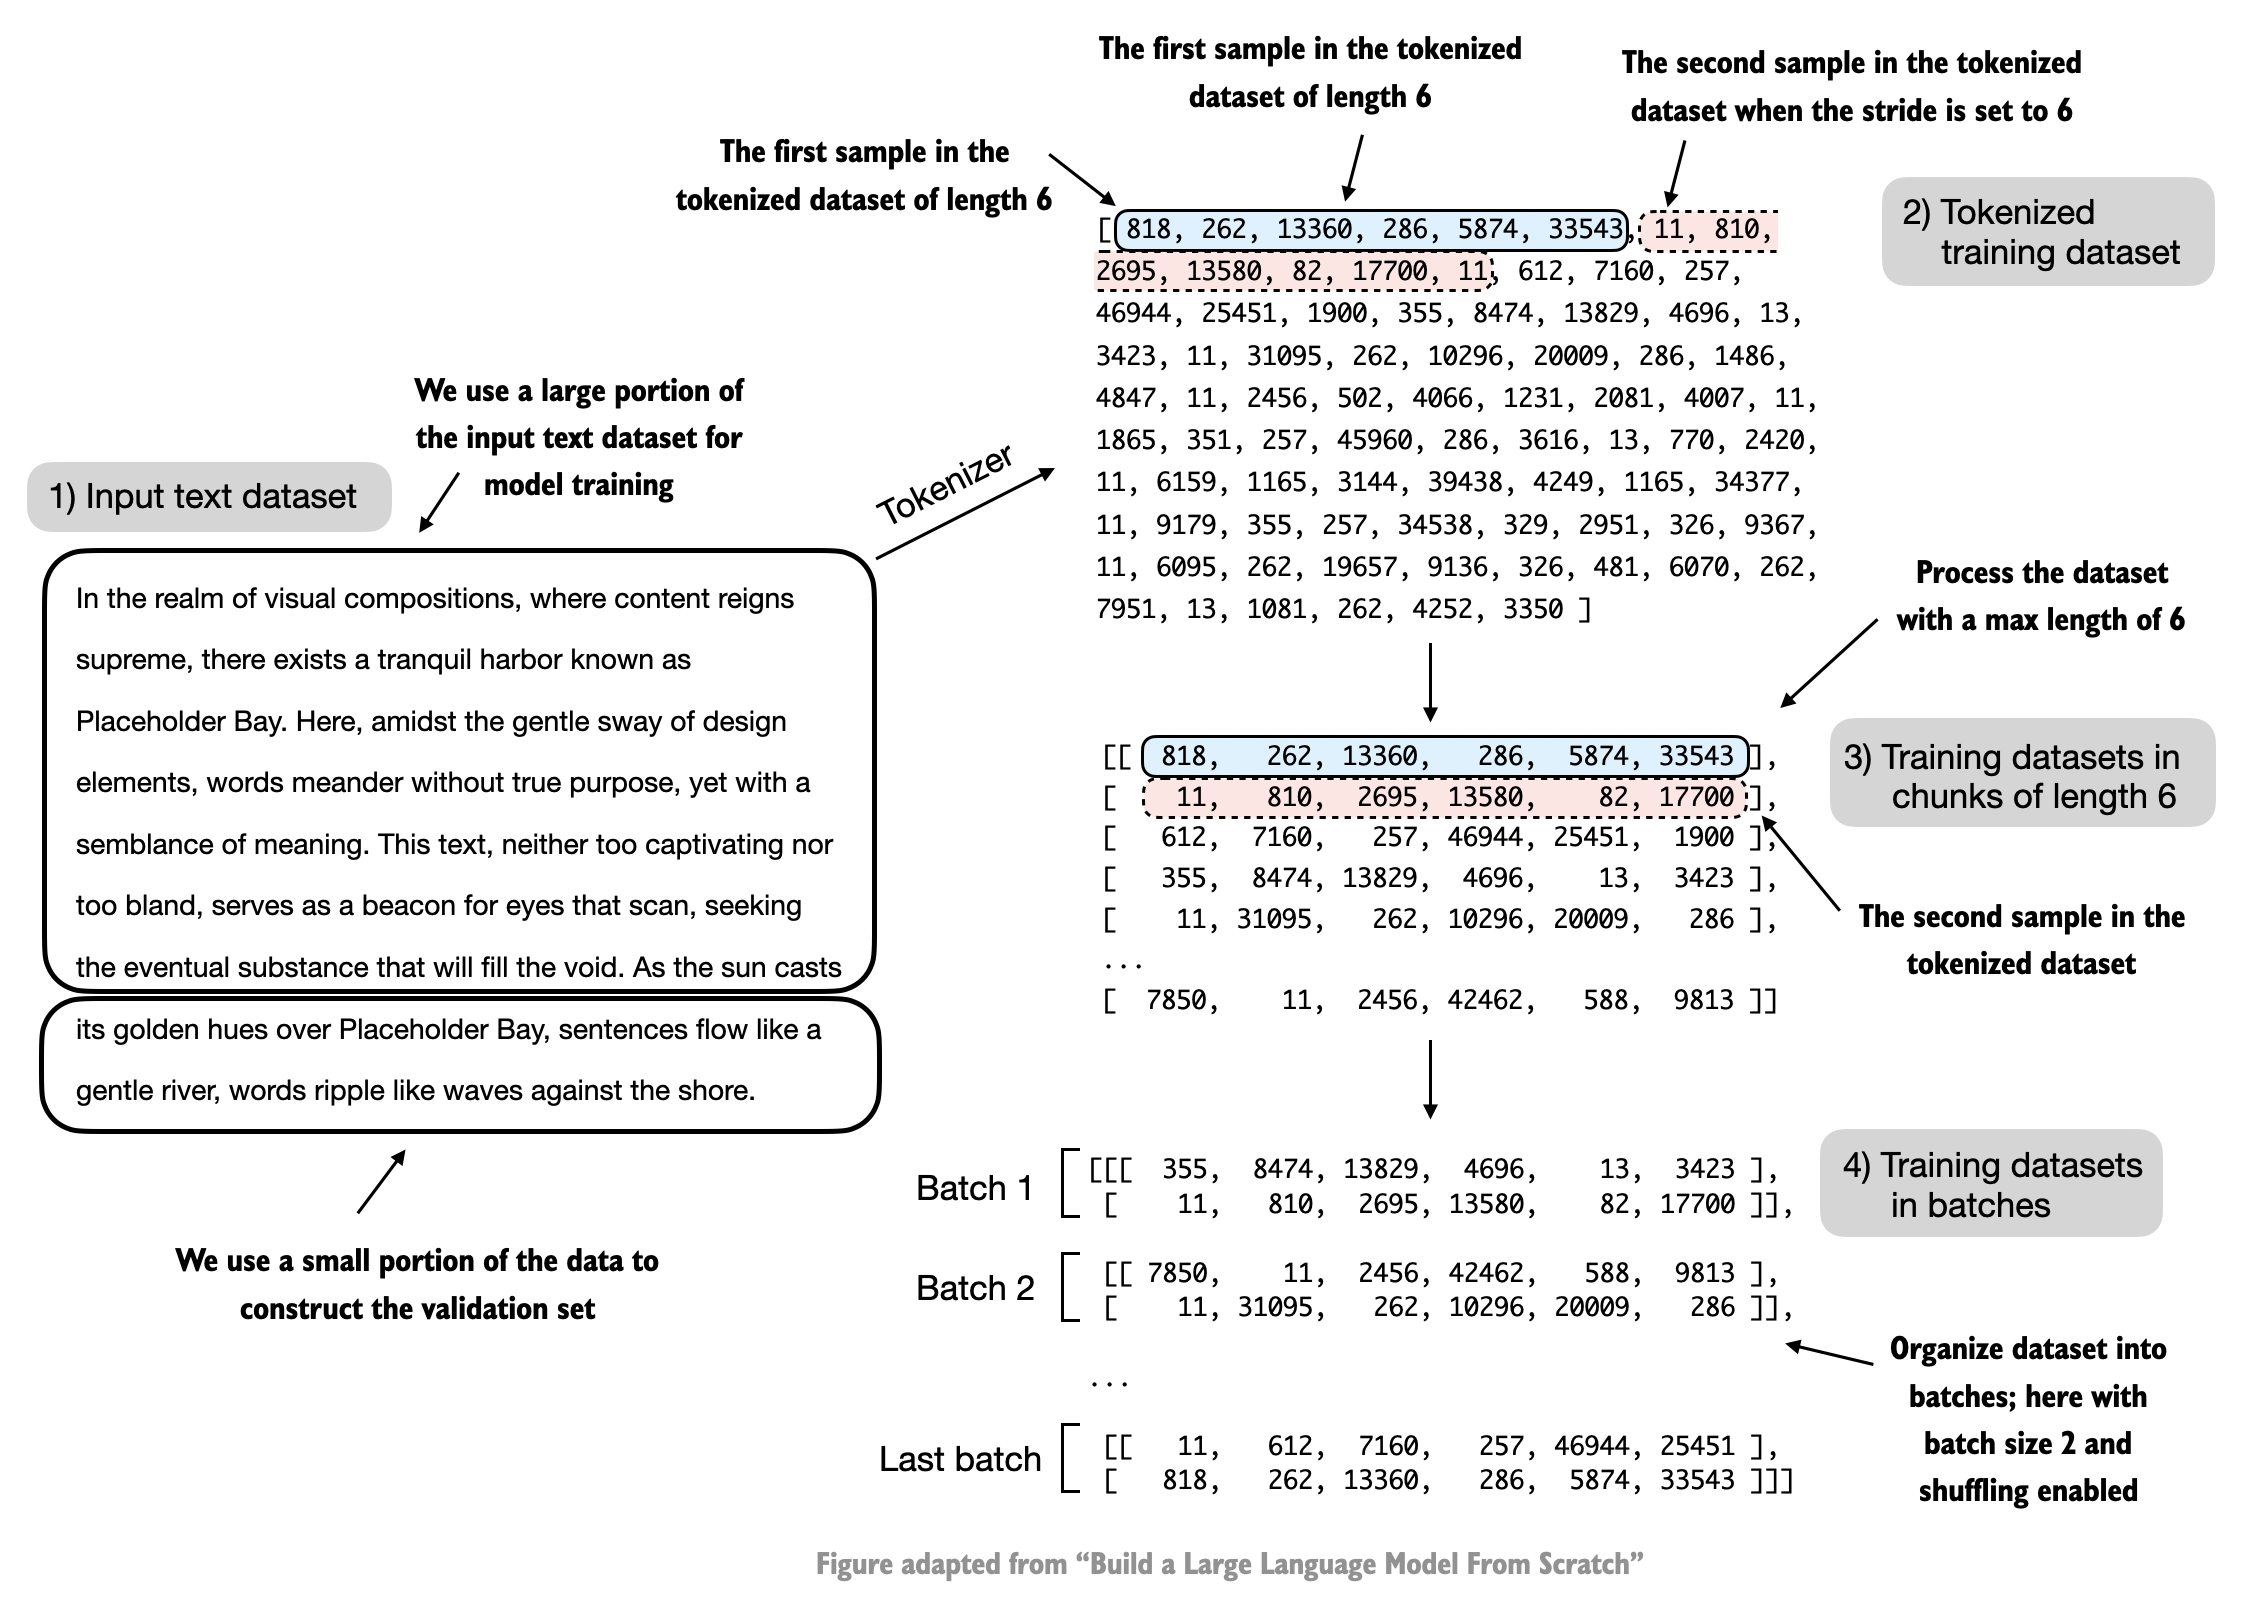 The first sample in the tokenized
dataset of length 6
The second sample in the tokenized
dataset when the stride is set to 6
The first sample in the
tokenized dataset of length 6
[ 818, 262, 13360, 286, 5874, 33543, 11, 810,
2695, 13580, 82, 17700, 11, 612, 7160, 257,
46944, 25451, 1900, 355, 8474, 13829, 4696, 13,
3423, 11, 31095, 262, 10296, 20009, 286, 1486,
4847, 11, 2456, 502, 4066, 1231, 2081, 4007, 11,
1865, 351, 257, 45960, 286, 3616, 13, 770, 2420,
11, 6159, 1165, 3144, 39438, 4249, 1165, 34377,
11, 9179, 355, 257, 34538, 329, 2951, 326, 9367,
11, 6095, 262, 19657, 9136, 326, 481, 6070, 262,
7951, 13, 1081, 262, 4252, 3350 ]
2) Tokenized
training dataset
We use a large portion of
the input text dataset for
model training
1) Input text dataset
Tokenizer
In the realm of visual compositions, where content reigns
supreme, there exists a tranquil harbor known as
Placeholder Bay. Here, amidst the gentle sway of design
elements, words meander without true purpose, yet with a
semblance of meaning. This text, neither too captivating nor
too bland, serves as a beacon for eyes that scan, seeking
the eventual substance that will fill the void. As the sun casts
its golden hues over Placeholder Bay, sentences flow like a
gentle river, words ripple like waves against the shore.
We use a small portion of the data to
construct the validation set
Process the dataset
with a max length of 6
[[ 818, 262, 13360, 286, 5874, 33543 ],
[ 11, 810, 2695, 13580, 82, 17700 ],
[ 612, 7160, 257, 46944, 25451, 1900 ],
[ 355, 8474, 13829, 4696, 13, 3423 ],
[ 11, 31095, 262, 10296, 20009, 286 ],
...
[ 7850, 11, 2456, 42462, 588, 9813 ]]
3) Training datasets in
chunks of length 6
The second sample in the
tokenized dataset
Batch 1
[[[ 355, 8474, 13829, 4696, 13, 3423 ],
[ 11, 810, 2695, 13580, 82, 17700 ]],
Batch 2
[[ 7850, 11, 2456, 42462, 588, 9813 ],
[ 11, 31095, 262, 10296, 20009, 286 ]],
...
Last batch
[[ 11, 612, 7160, 257, 46944, 25451 ],
[ 818, 262, 13360, 286, 5874, 33543 ]]]
4) Training datasets
in batches
Organize dataset into
batches; here with
batch size 2 and
shuffling enabled
Figure adapted from “Build a Large Language Model From Scratch”